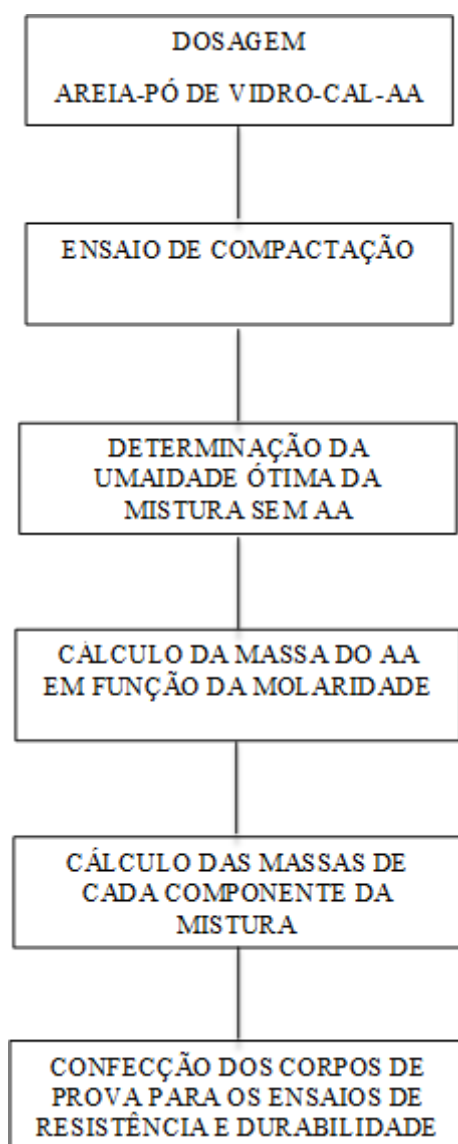 DOSAGEM
AREIA-PÓ DE VIDRO-CAL-AA
ENSAIO DE COMPACTAÇÃO
DETERMINAÇÃO DA
UMAIDADE ÓTIMA DA
MISTURA SEM AA
CÁLCULO DA MASSA DO AA
EM FUNÇÃO DA MOLARIDADE
CÁLCULO DAS MASSAS DE
CADA COMPONENTE DA
MISTURA
CONFECÇÃO DOS CORPOS DE
PROVA PARA OS ENSAIOS DE
RESISTÊNCIA E DURABILIDADE